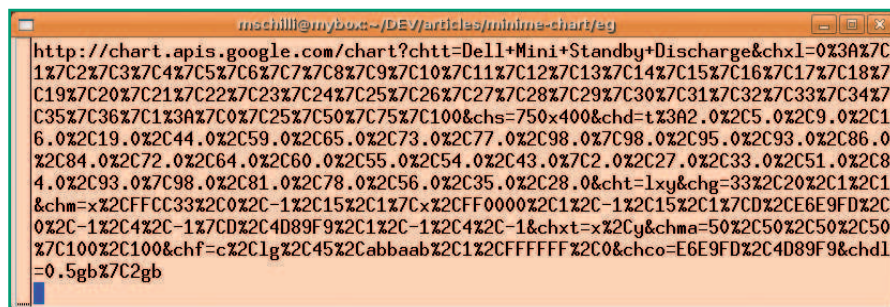 mschilli@mybox:~/DEV/articles/minime-chart/eg
http://chart.apis.google.com/chart?chtt=Dell+Mini+Standby+Discharge&chxl=0%3A%7C
1%7C2%7C3%7C4%7C5%7C6%7C7%7C8%7C9%7C10%7C11%7C12%7C13%7C14%7C15%7C16%7C17%7C18%7
C19%7C20%7C21%7C22%7C23%7C24%7C25%7C26%7C27%7C28%7C29%7C30%7C31%7C32%7C33%7C34%7
C35%7C36%7C1%3A%7C0%7C25%7C50%7C75%7C100&chs=750x400&chd=t%3A2.0%2C5.0%2C9.0%2C1
6.0%2C19.0%2C44.0%2C59.0%2C65.0%2C73.0%2C77.0%2C98.0%7C98.0%2C95.0%2C93.0%2C86.0
%2C84.0%2C72.0%2C64.0%2C60.0%2C55.0%2C54.0%2C43.0%7C2.0%2C27.0%2C33.0%2C51.0%2C8
4.0%2C93.0%7C98.0%2C81.0%2C78.0%2C56.0%2C35.0%2C28.0&cht=lxy&chg=33%2C20%2C1%2C1
&chm=x%2CFFCC33%2C0%2C-1%2C15%2C1%7Cx%2CFF0000%2C1%2C-1%2C15%2C1%7CD%2CE6E9FD%2C
0%2C-1%2C4%2C-1%7CD%2C4D89F9%2C1%2C-1%2C4%2C-1&chxt=x%2Cy&chma=50%2C50%2C50%2C50
%7C100%2C100&chf=c%2Clg%2C45%2Cabbaab%2C1%2CFFFFFF%2C0&chco=E6E9FD%2C4D89F9&chdl
=0.5gb%7C2gb